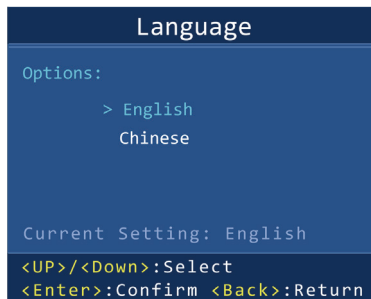 Language
Options:
> English
Chinese
Current Setting: English
<UP>/<Down>:Select
<Enter>:Confirm <Back>:Return